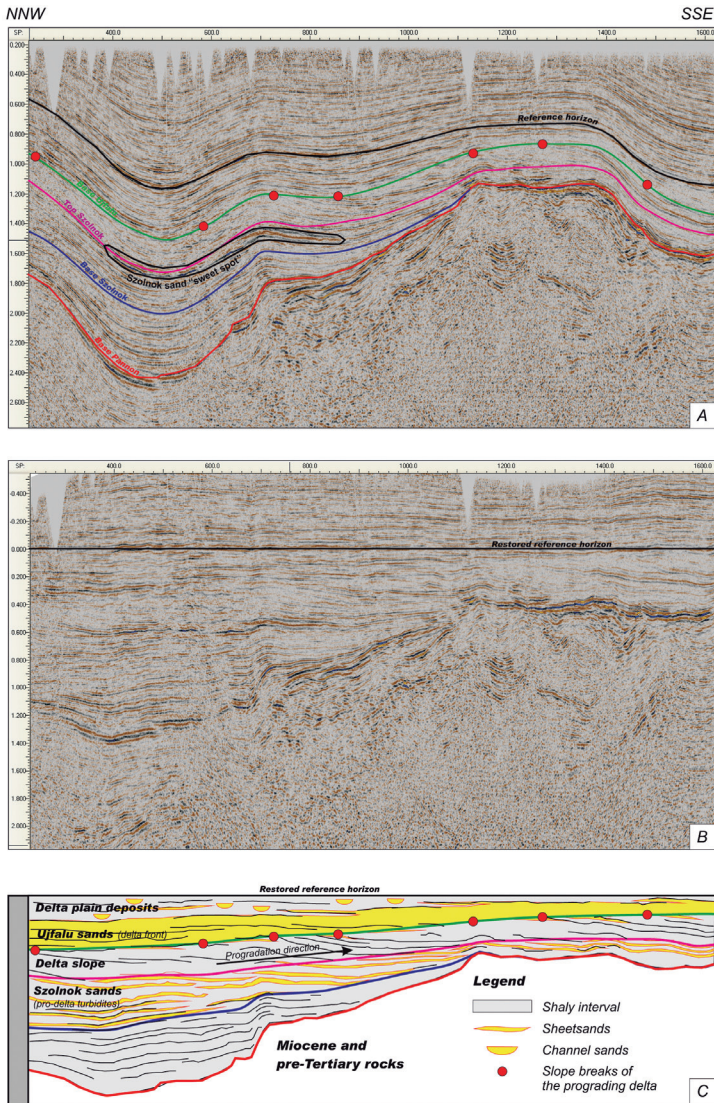 NNW SSE
SP: 400.0 600.0 800.0 1000.0 1200.0 1400.0 1600.0
0.200
0.400
0.600
0.800
1.000
1.200
1.400
1.600
1.800
2.000
2.200
2.400
2.600
Reference horizon
Top Szolnok
Szolnok sand "sweet spot"
Base Szolnok
Base Pannon
A
SP: 400.0 600.0 800.0 1000.0 1200.0 1400.0 1600.0
-0.400
-0.200
0.000
0.200
0.400
0.600
0.800
1.000
1.200
1.400
1.600
1.800
2.000
Restored reference horizon
B
Restored reference horizon
Delta plain deposits
Ujfalu sands (delta front)
Progradation direction
Delta slope
Szolnok sands
(pro-delta turbidites)
Miocene and
pre-Tertiary rocks
Legend
Shaly interval
Sheetsands
Channel sands
Slope breaks of
the prograding delta
C